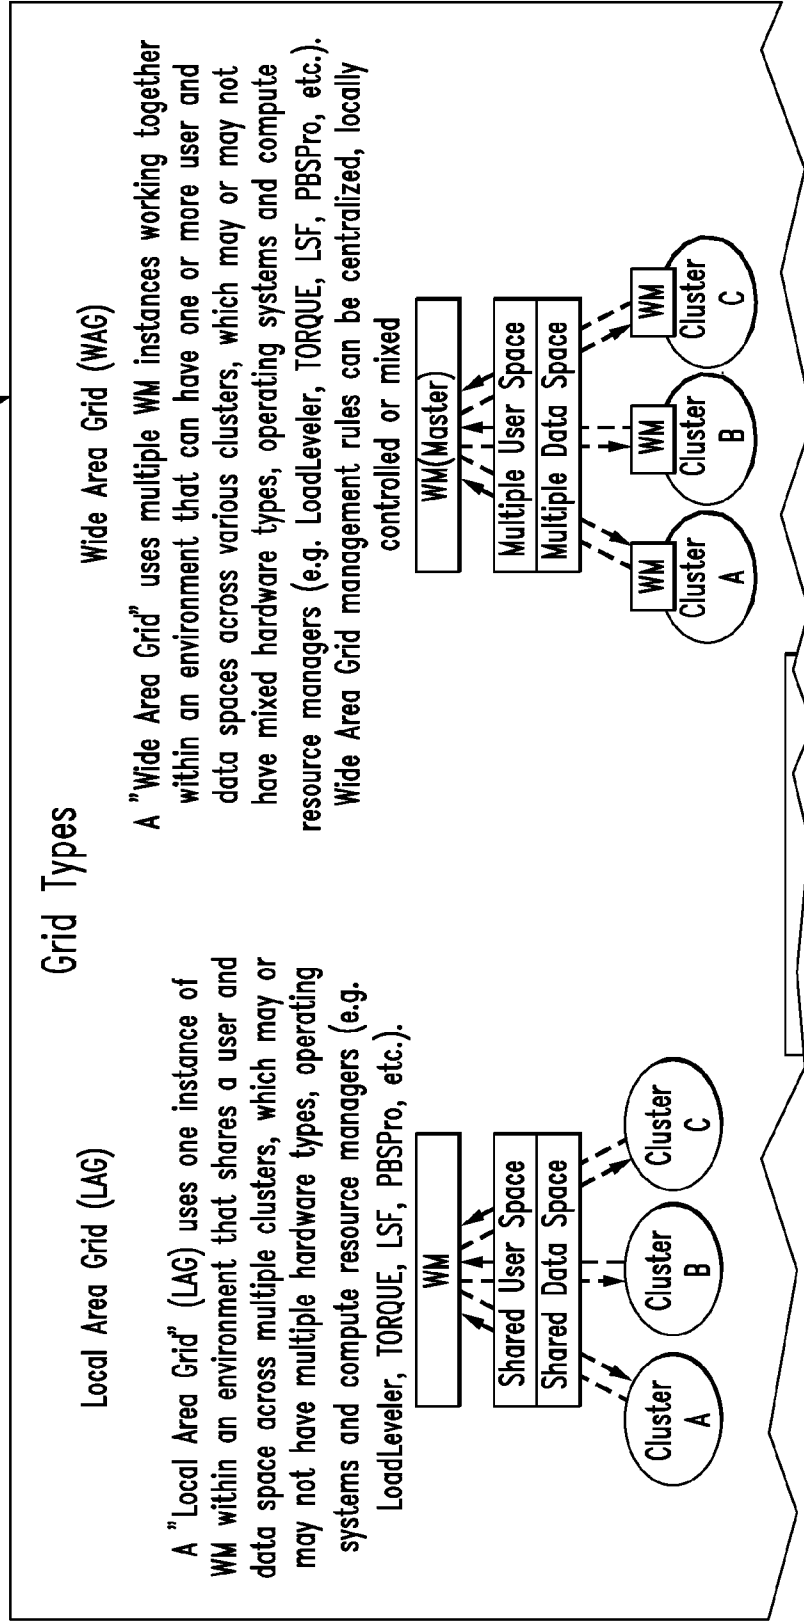 Grid Types
Local Area Grid (LAG)
A "Local Area Grid" (LAG) uses one instance of
WM within an environment that shares a user and
data space across multiple clusters, which may or
may not have multiple hardware types, operating
systems and compute resource managers (e.g.
LoadLeveler, TORQUE, LSF, PBSPro, etc.).
WM
Shared User Space
Shared Data Space
Cluster
A
Cluster
B
Cluster
C
Wide Area Grid (WAG)
A "Wide Area Grid" uses multiple WM instances working together
within an environment that can have one or more user and
data spaces across various clusters, which may or may not
have mixed hardware types, operating systems and compute
resource managers (e.g. LoadLeveler, TORQUE, LSF, PBSPro, etc.).
Wide Area Grid management rules can be centralized, locally
controlled or mixed
WM(Master)
Multiple User Space
Multiple Data Space
WM
Cluster
A
WM
Cluster
B
WM
Cluster
C